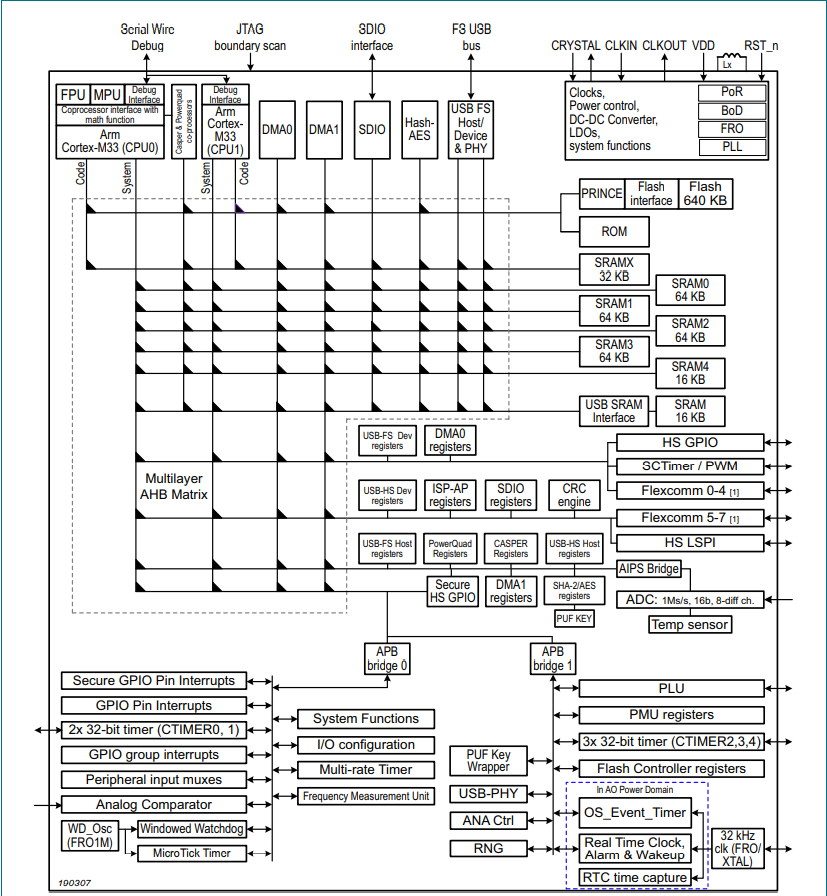 Serial Wire
Debug
JTAG
boundary scan
SDIO
interface
FS USB
bus
CRYSTAL
CLKIN
CLKOUT
VDD
RST_n
Lx
FPU
MPU
Debug
Interface
Coprocessor interface with
math function
Arm
Cortex-M33 (CPU0)
Casper & Powerquad
co-processors
Debug
Interface
Arm
Cortex-
M33
(CPU1)
DMA0
DMA1
SDIO
Hash-
AES
USB FS
Host/
Device
& PHY
Clocks,
Power control,
DC-DC Converter,
LDOs,
system functions
PoR
BoD
FRO
PLL
Code
System
System
Code
PRINCE
Flash
interface
Flash
640 KB
ROM
SRAMX
32 KB
SRAM0
64 KB
SRAM1
64 KB
SRAM2
64 KB
SRAM3
64 KB
SRAM4
16 KB
USB SRAM
Interface
SRAM
16 KB
Multilayer
AHB Matrix
USB-FS Dev
registers
DMA0
registers
HS GPIO
SCTimer / PWM
Flexcomm 0-4 [1]
USB-HS Dev
registers
ISP-AP
registers
SDIO
registers
CRC
engine
Flexcomm 5-7 [1]
HS LSPI
USB-FS Host
registers
PowerQuad
Registers
CASPER
Registers
USB-HS Host
registers
AIPS Bridge
Secure
HS GPIO
DMA1
registers
SHA-2/AES
registers
PUF KEY
ADC: 1Ms/s, 16b, 8-diff ch.
Temp sensor
APB
bridge 0
APB
bridge 1
Secure GPIO Pin Interrupts
GPIO Pin Interrupts
2x 32-bit timer (CTIMER0, 1)
GPIO group interrupts
Peripheral input muxes
Analog Comparator
WD_Osc
(FRO1M)
Windowed Watchdog
MicroTick Timer
System Functions
I/O configuration
Multi-rate Timer
Frequency Measurement Unit
PUF Key
Wrapper
USB-PHY
ANA Ctrl
RNG
PLU
PMU registers
3x 32-bit timer (CTIMER2,3,4)
Flash Controller registers
In AO Power Domain
OS_Event_Timer
Real Time Clock,
Alarm & Wakeup
RTC time capture
32 kHz
clk (FRO/
XTAL)
190307